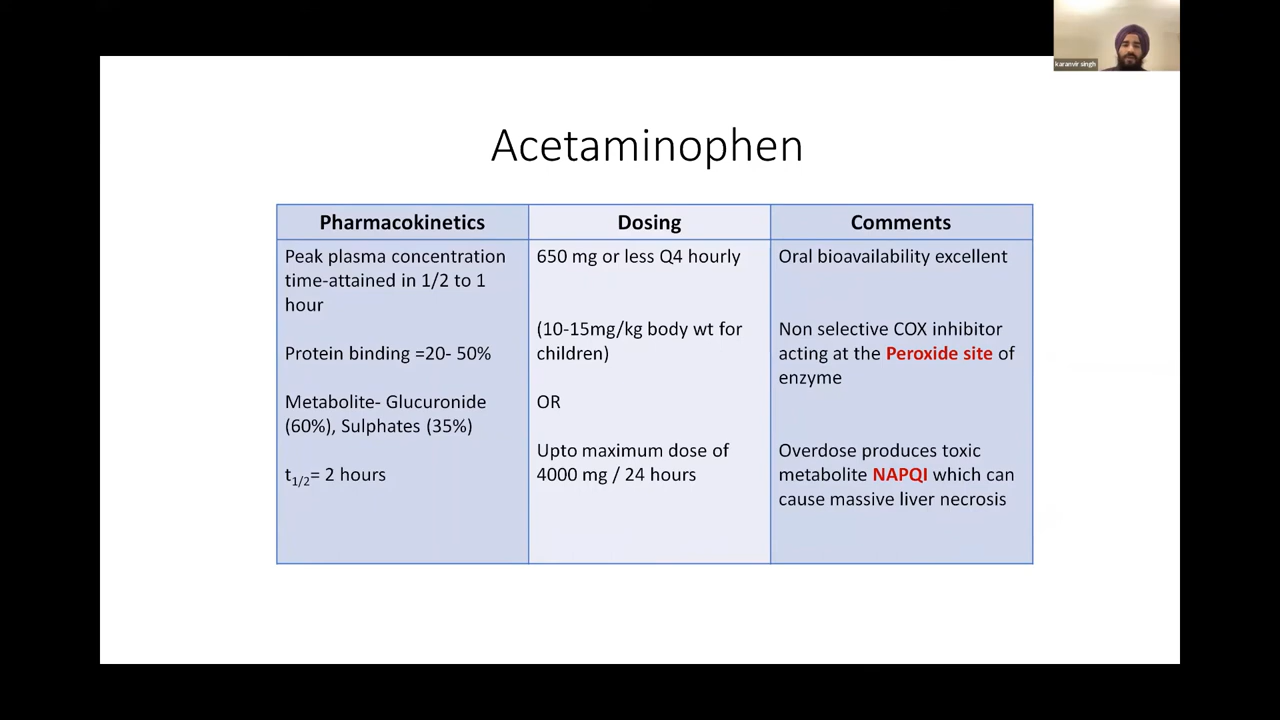 karanvir singh
Acetaminophen
Pharmacokinetics
Peak plasma concentration
time-attained in 1/2 to 1
hour
Protein binding =20- 50%
Metabolite- Glucuronide
(60%), Sulphates (35%)
t1/2= 2 hours
Dosing
650 mg or less Q4 hourly
(10-15mg/kg body wt for
children)
OR
Upto maximum dose of
4000 mg / 24 hours
Comments
Oral bioavailability excellent
Non selective COX inhibitor
acting at the Peroxide site of
enzyme
Overdose produces toxic
metabolite NAPQI which can
cause massive liver necrosis